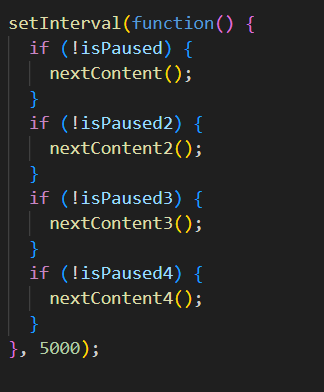 setInterval(function() {
  if (!isPaused) {
    nextContent();
  }
  if (!isPaused2) {
    nextContent2();
  }
  if (!isPaused3) {
    nextContent3();
  }
  if (!isPaused4) {
    nextContent4();
  }
}, 5000);